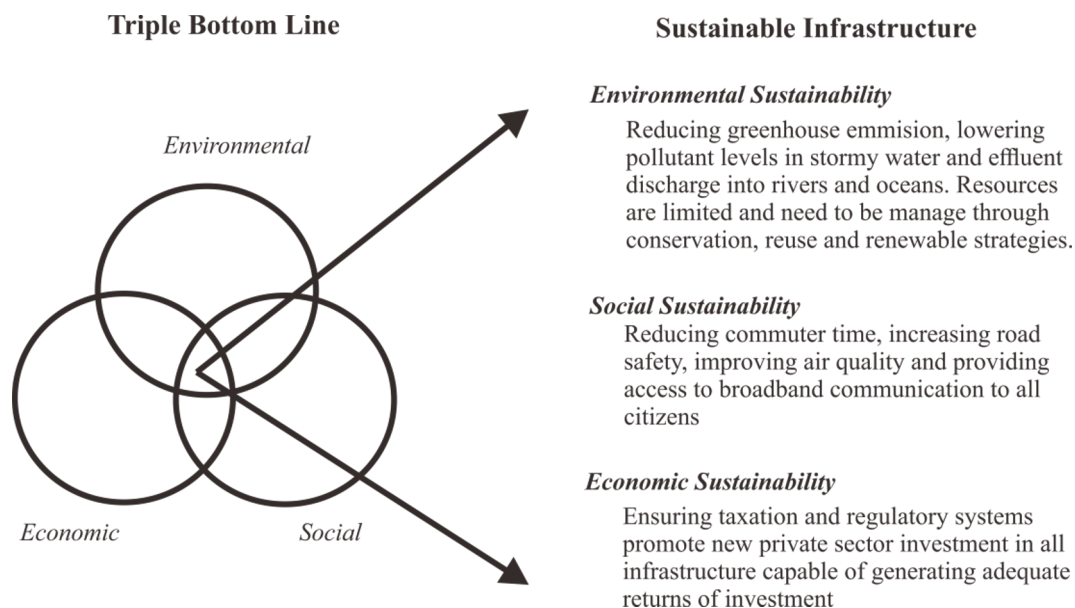 Triple Bottom Line
Sustainable Infrastructure
Environmental
Economic
Social
Environmental Sustainability
Reducing greenhouse emmision, lowering
pollutant levels in stormy water and effluent
discharge into rivers and oceans. Resources
are limited and need to be manage through
conservation, reuse and renewable strategies.
Social Sustainability
Reducing commuter time, increasing road
safety, improving air quality and providing
access to broadband communication to all
citizens
Economic Sustainability
Ensuring taxation and regulatory systems
promote new private sector investment in all
infrastructure capable of generating adequate
returns of investment